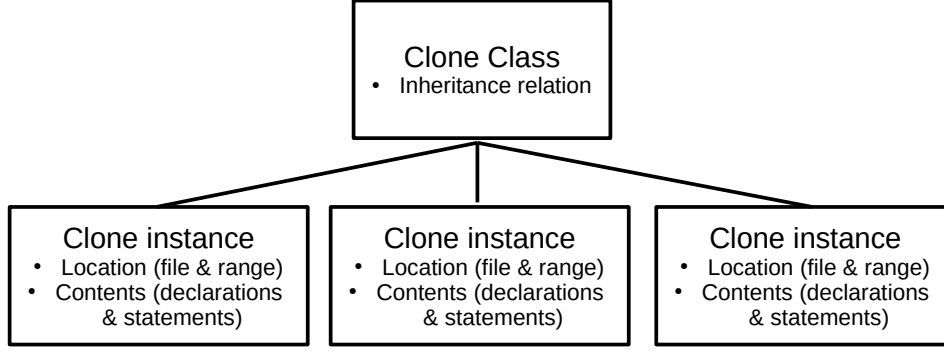 Clone Class
• Inheritance relation
Clone instance
• Location (file & range)
• Contents (declarations
& statements)
Clone instance
• Location (file & range)
• Contents (declarations
& statements)
Clone instance
• Location (file & range)
• Contents (declarations
& statements)